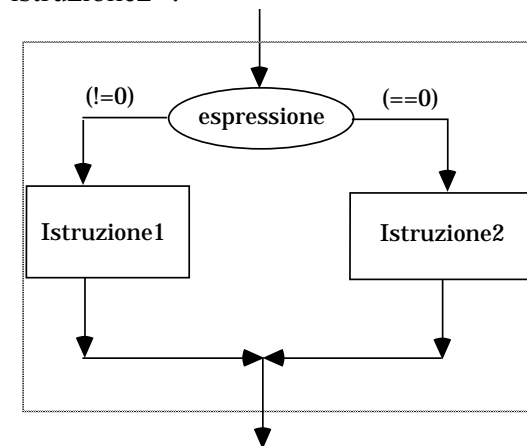 istruzione2 .
(!=0)
espressione
(==0)
Istruzione1
Istruzione2